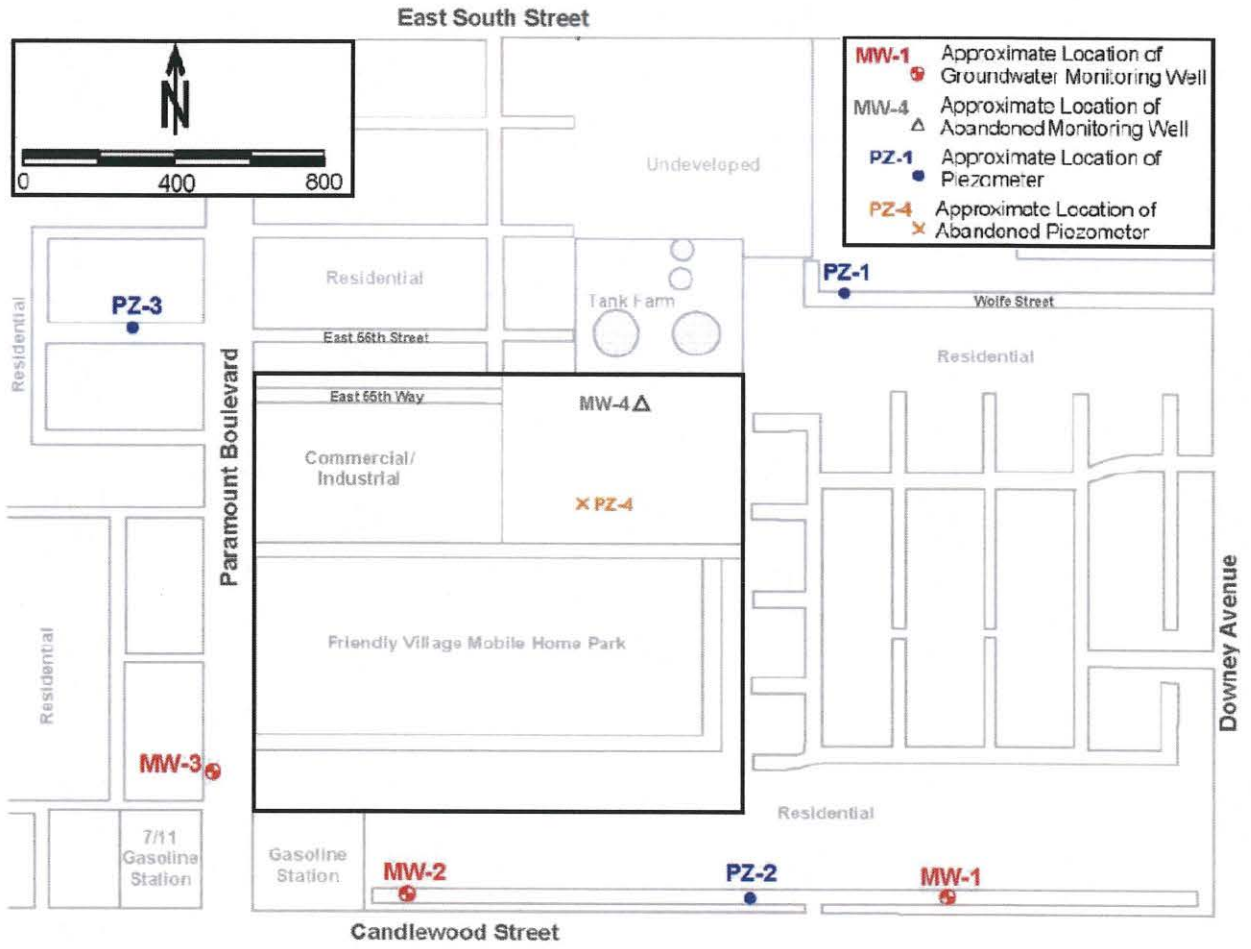 East South Street
N
0 400 800
MW-1 Approximate Location of
Groundwater Monitoring Well
MW-4 Approximate Location of
Abandoned Monitoring Well
PZ-1 Approximate Location of
Piezometer
PZ-4 Approximate Location of
Abandoned Piezometer
Undeveloped
Residential
PZ-3
Residential
Tank Farm
PZ-1
Wolfe Street
East 66th Street
Residential
Paramount Boulevard
East 65th Way
MW-4
Commercial/
Industrial
PZ-4
Friendly Village Mobile Home Park
Residential
Downey Avenue
MW-3
Residential
7/11
Gasoline
Station
Gasoline
Station
MW-2
PZ-2
MW-1
Candlewood Street